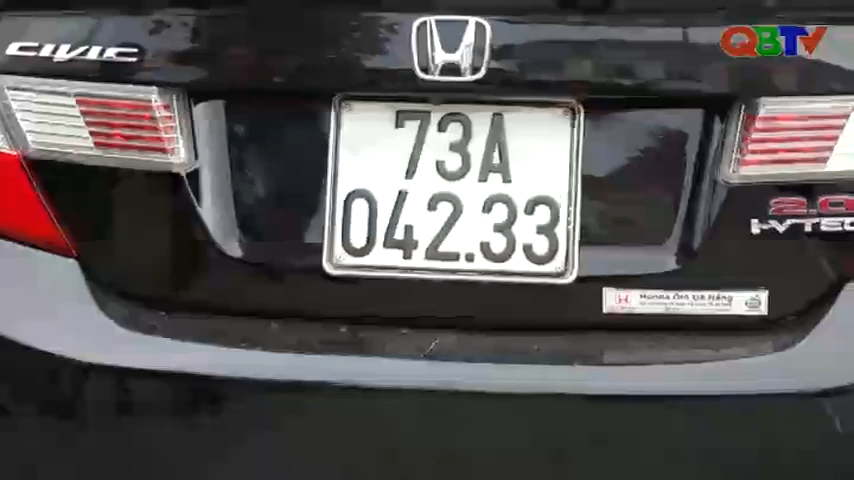 QBTV
CIVIC
73A
042.33
2.0
i-VTEC
Honda Ôtô Đà Nẵng